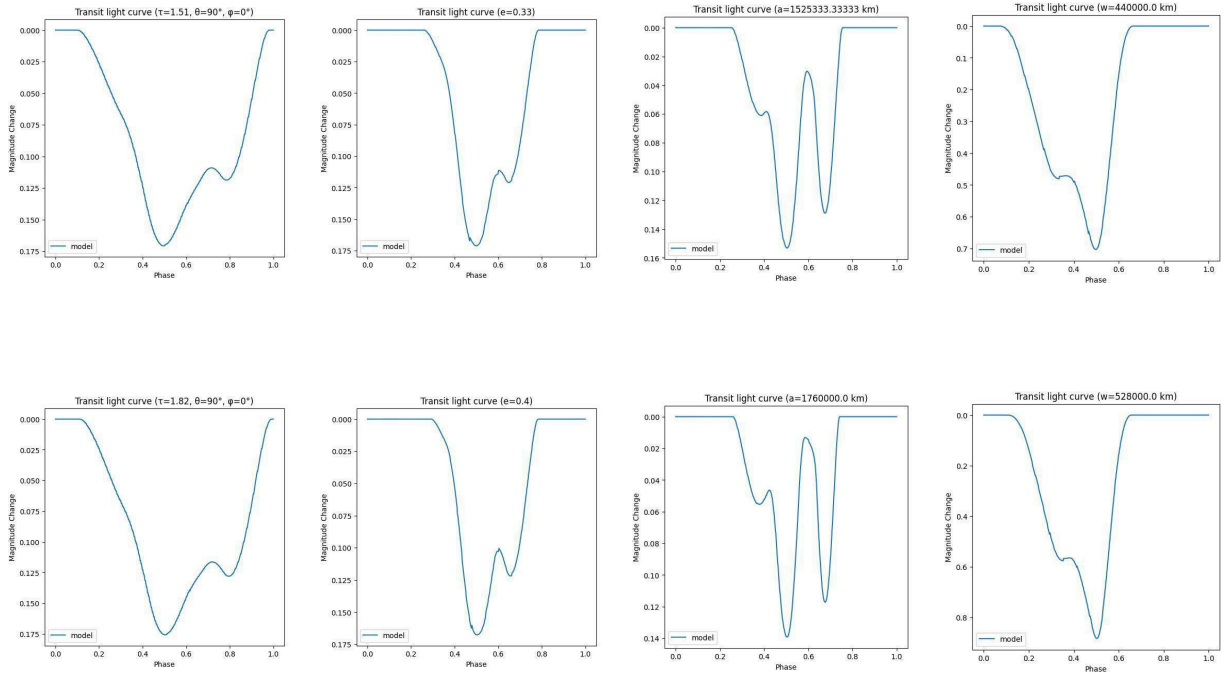 Transit light curve (τ=1.51, θ=90°, φ=0°)
0.000
0.025
0.050
0.075
0.100
0.125
0.150
0.175
Magnitude Change
model
0.0 0.2 0.4 0.6 0.8 1.0
Phase
Transit light curve (e=0.33)
0.000
0.025
0.050
0.075
0.100
0.125
0.150
0.175
Magnitude Change
model
0.0 0.2 0.4 0.6 0.8 1.0
Phase
Transit light curve (a=1525333.33333 km)
0.00
0.02
0.04
0.06
0.08
0.10
0.12
0.14
0.16
Magnitude Change
model
0.0 0.2 0.4 0.6 0.8 1.0
Phase
Transit light curve (w=440000.0 km)
0.0
0.1
0.2
0.3
0.4
0.5
0.6
0.7
Magnitude Change
model
0.0 0.2 0.4 0.6 0.8 1.0
Phase
Transit light curve (τ=1.82, θ=90°, φ=0°)
0.000
0.025
0.050
0.075
0.100
0.125
0.150
0.175
Magnitude Change
model
0.0 0.2 0.4 0.6 0.8 1.0
Phase
Transit light curve (e=0.4)
0.000
0.025
0.050
0.075
0.100
0.125
0.150
0.175
Magnitude Change
model
0.0 0.2 0.4 0.6 0.8 1.0
Phase
Transit light curve (a=1760000.0 km)
0.00
0.02
0.04
0.06
0.08
0.10
0.12
0.14
Magnitude Change
model
0.0 0.2 0.4 0.6 0.8 1.0
Phase
Transit light curve (w=528000.0 km)
0.0
0.2
0.4
0.6
0.8
Magnitude Change
model
0.0 0.2 0.4 0.6 0.8 1.0
Phase